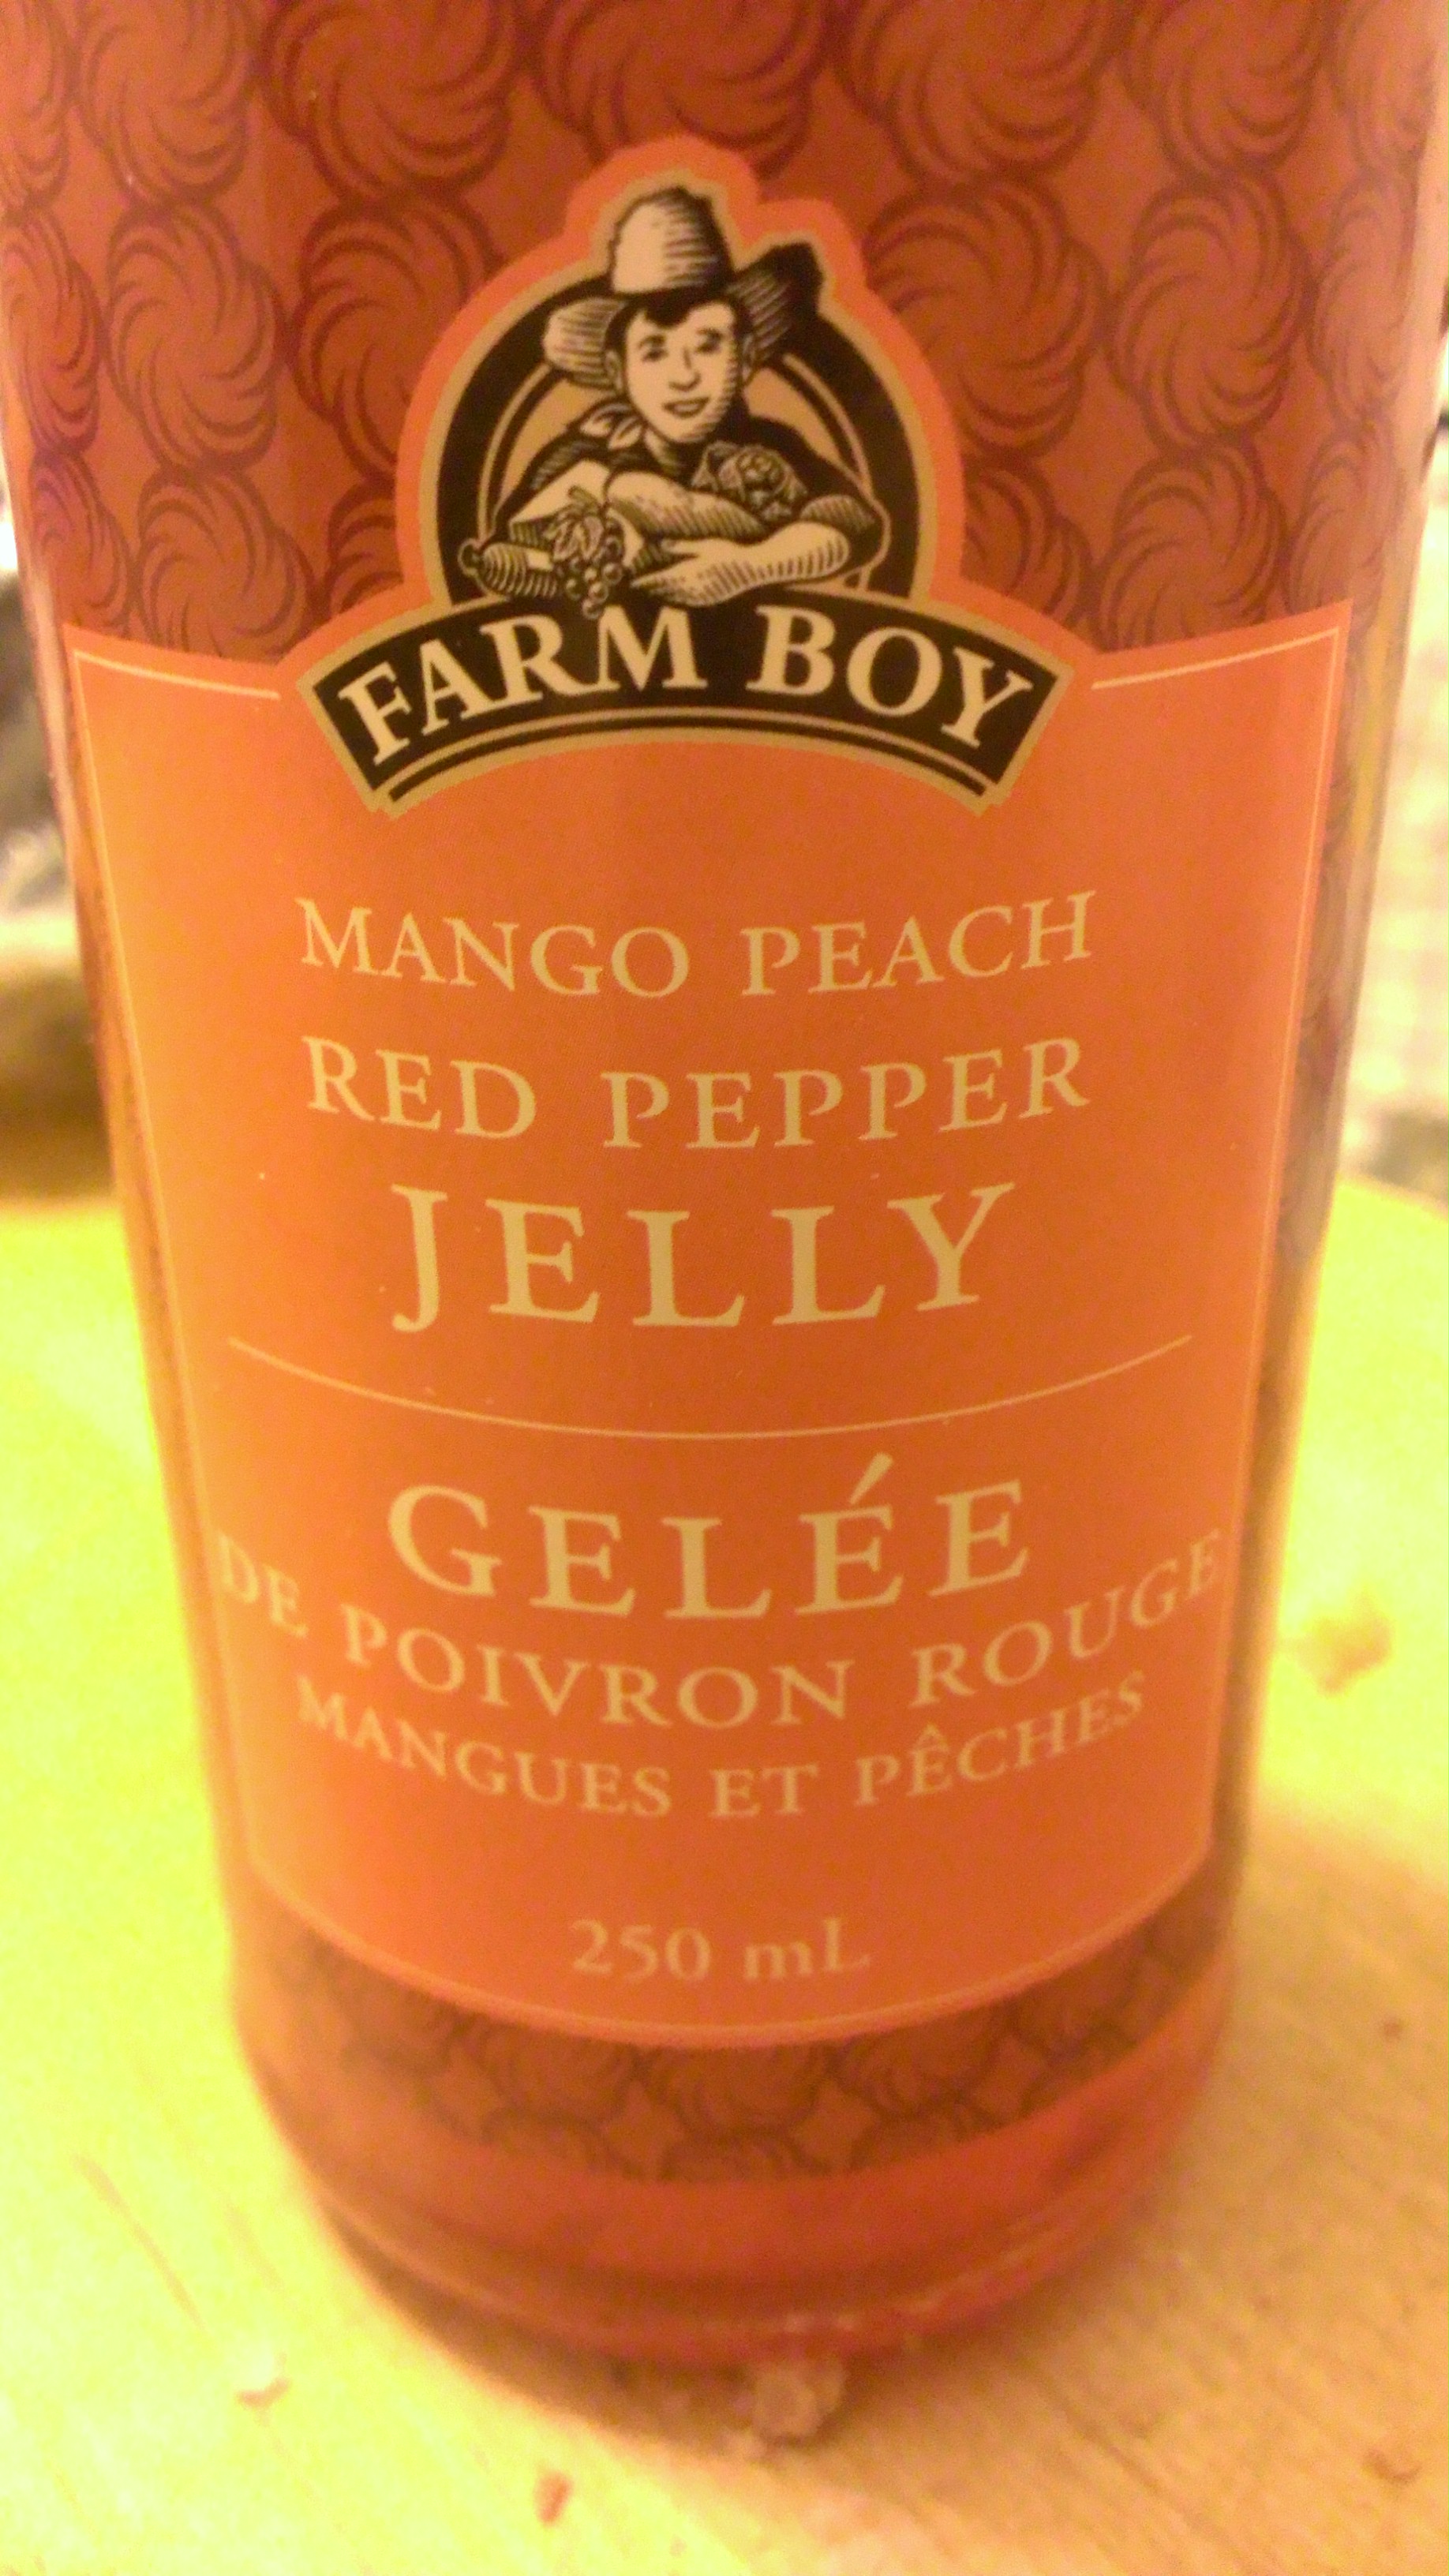 FARM BOY
MANGO PEACH
RED PEPPER
JELLY
GELÉE
DE POIVRON ROUGE
MANGUES ET PÊCHES
250 mL